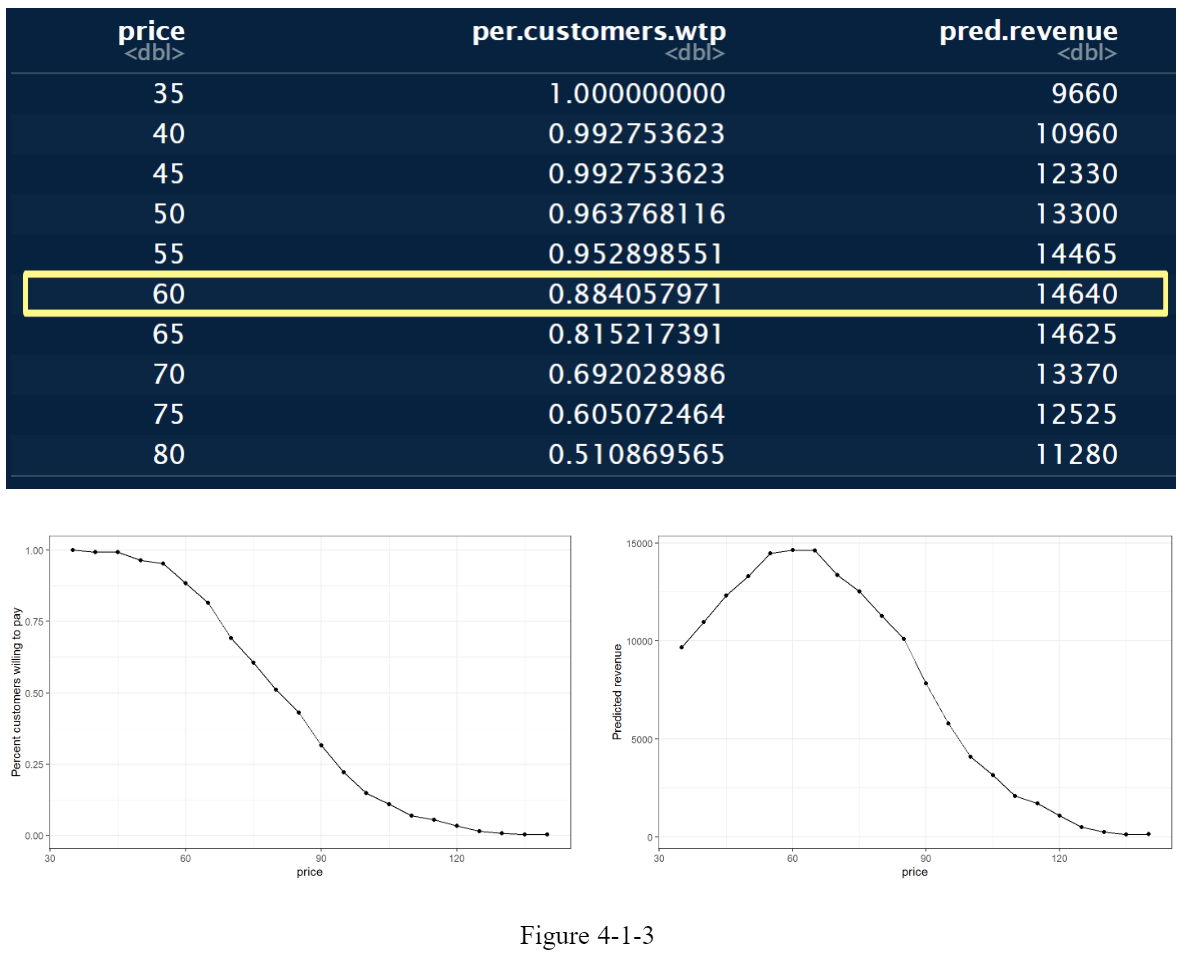 price per.customers.wtp pred.revenue
<dbl> <dbl> <dbl>
35 1.000000000 9660
40 0.992753623 10960
45 0.992753623 12330
50 0.963768116 13300
55 0.952898551 14465
60 0.884057971 14640
65 0.815217391 14625
70 0.692028986 13370
75 0.605072464 12525
80 0.510869565 11280
Percent customers willing to pay
1.00
0.75
0.50
0.25
0.00
30 60 90 120
price
Predicted revenue
15000
10000
5000
0
30 60 90 120
price
Figure 4-1-3